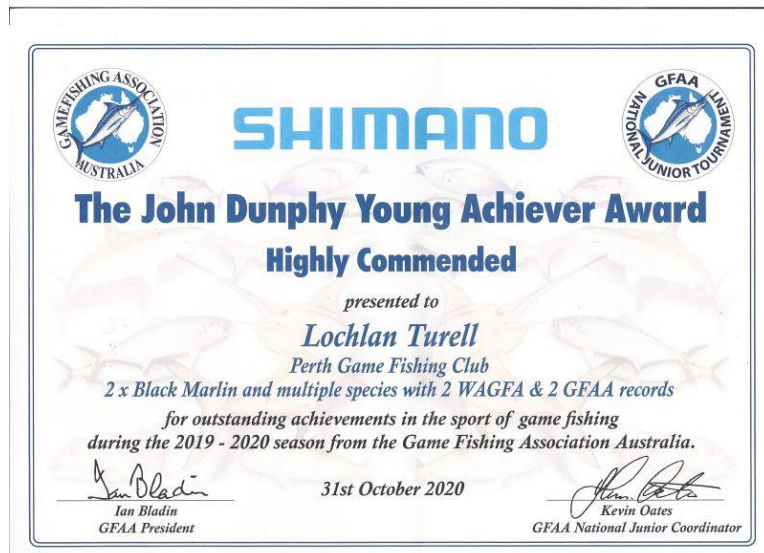 GAMEFISHING ASSOCIATION
AUSTRALIA
SHIMANO
GFAA
NATIONAL JUNIOR TOURNAMENT
The John Dunphy Young Achiever Award
Highly Commended
presented to
Lochlan Turell
Perth Game Fishing Club
2 x Black Marlin and multiple species with 2 WAGFA & 2 GFAA records
for outstanding achievements in the sport of game fishing
during the 2019 - 2020 season from the Game Fishing Association Australia.
Ian Bladin
31st October 2020
Ian Bladin
GFAA President
Kevin Oates
GFAA National Junior Coordinator